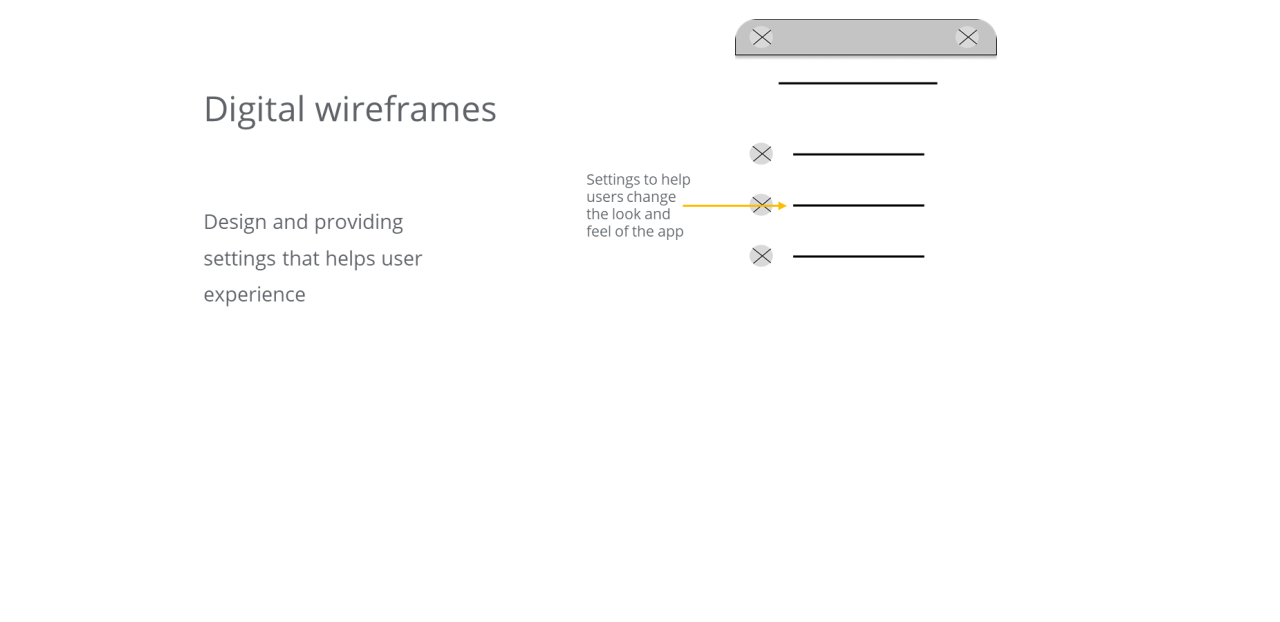 Digital wireframes
Design and providing
settings that helps user
experience
Settings to help
users change
the look and
feel of the app